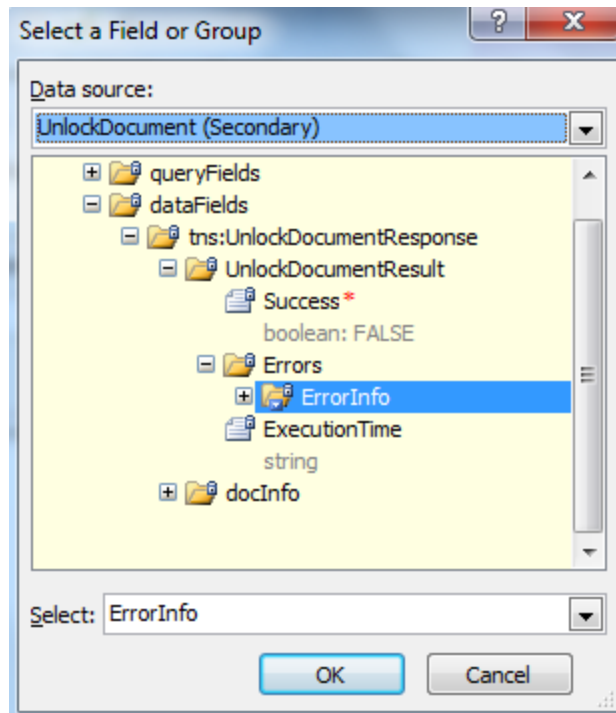 Select a Field or Group
Data source:
UnlockDocument (Secondary)
queryFields
dataFields
tns:UnlockDocumentResponse
UnlockDocumentResult
Success*
boolean: FALSE
Errors
ErrorInfo
ExecutionTime
string
docInfo
Select: ErrorInfo
OK Cancel